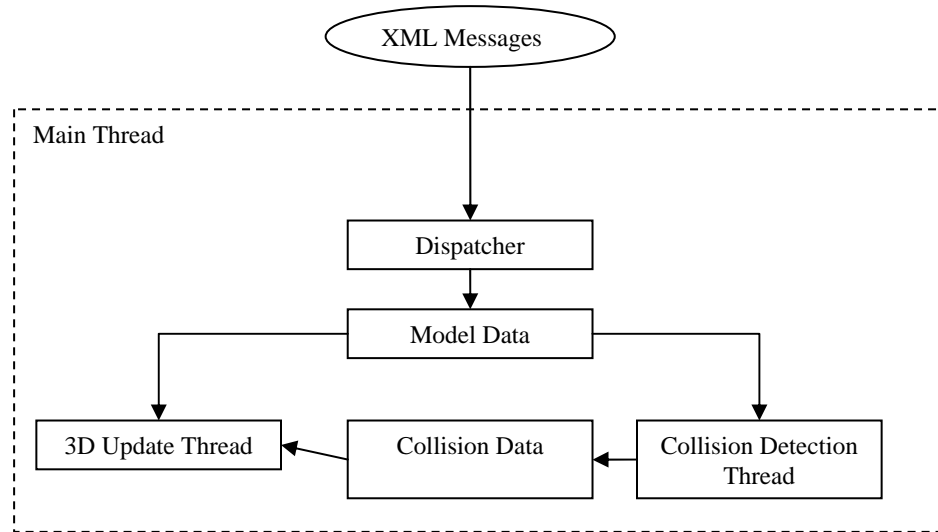 XML Messages
Main Thread
Dispatcher
Model Data
3D Update Thread
Collision Data
Collision Detection
Thread